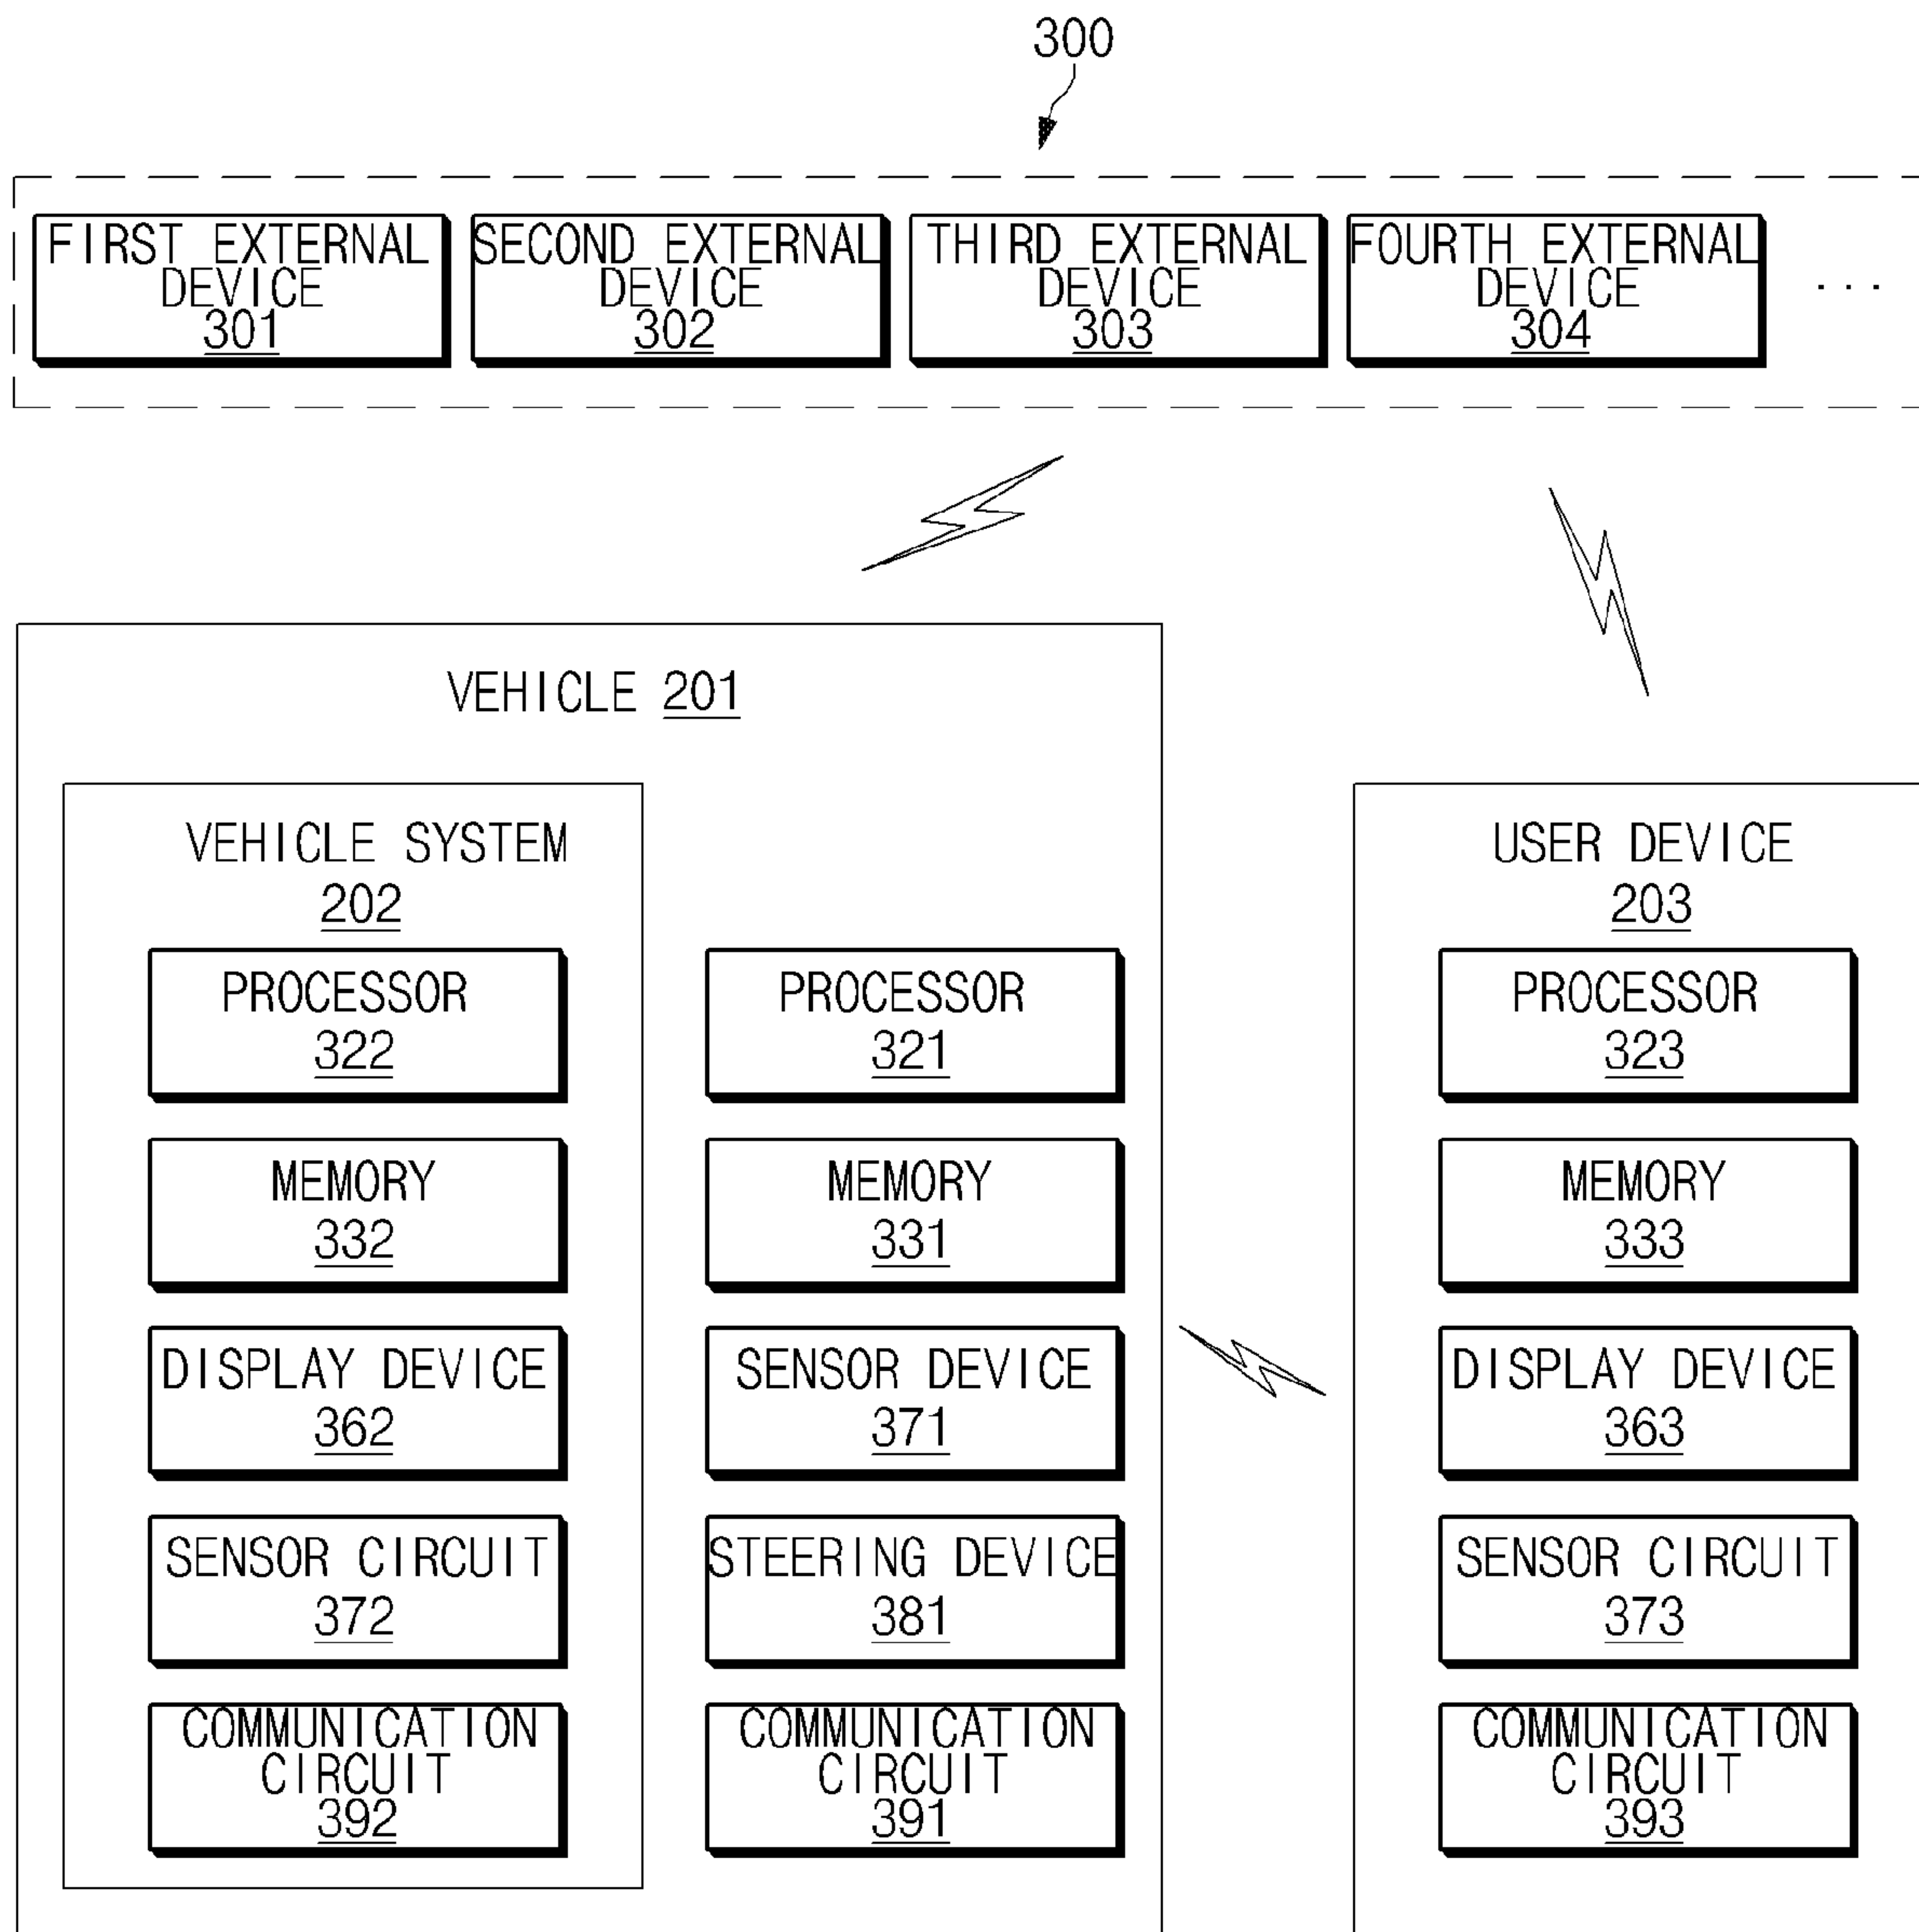 300
FIRST EXTERNAL
DEVICE
301
SECOND EXTERNAL
DEVICE
302
THIRD EXTERNAL
DEVICE
303
FOURTH EXTERNAL
DEVICE
304
...
VEHICLE 201
VEHICLE SYSTEM
202
PROCESSOR
322
MEMORY
332
DISPLAY DEVICE
362
SENSOR CIRCUIT
372
COMMUNICATION
CIRCUIT
392
PROCESSOR
321
MEMORY
331
SENSOR DEVICE
371
STEERING DEVICE
381
COMMUNICATION
CIRCUIT
391
USER DEVICE
203
PROCESSOR
323
MEMORY
333
DISPLAY DEVICE
363
SENSOR CIRCUIT
373
COMMUNICATION
CIRCUIT
393